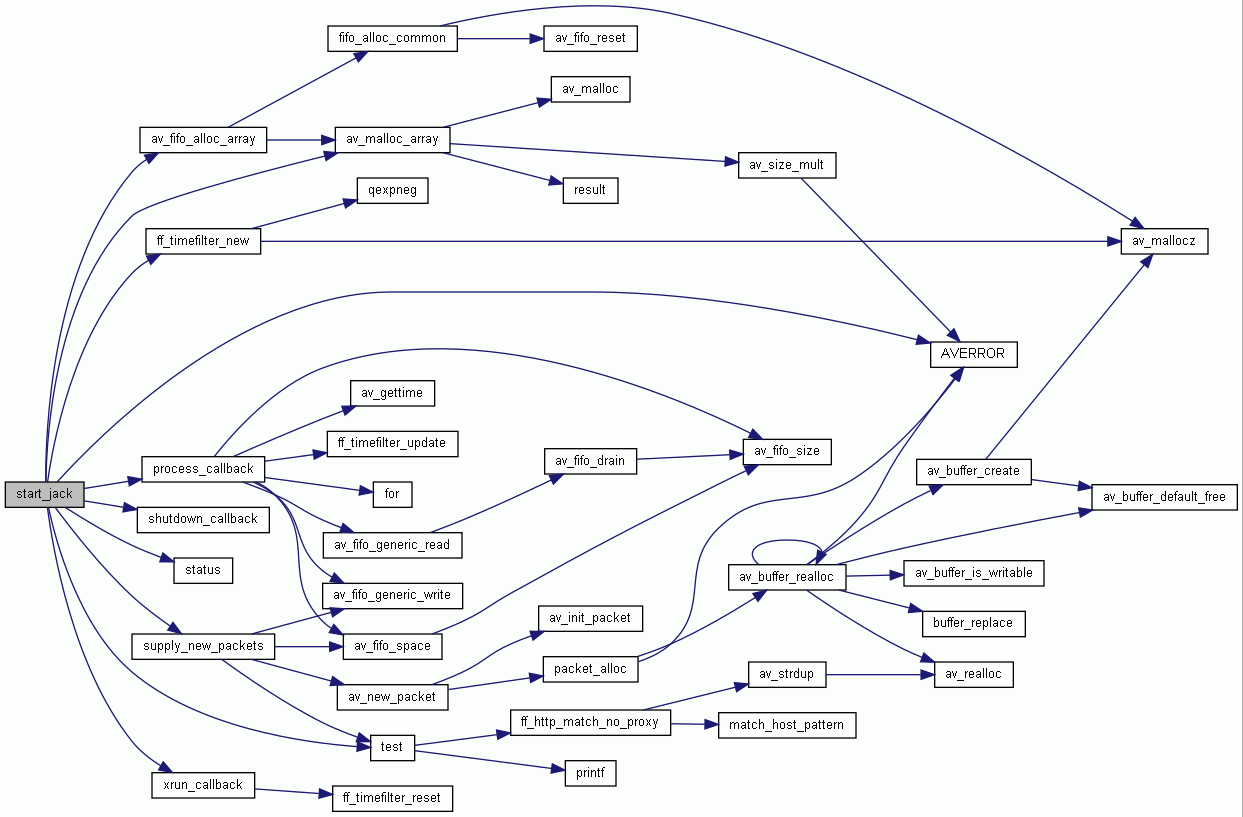 fifo_alloc_common
av_fifo_reset
av_malloc
av_fifo_alloc_array
av_malloc_array
av_size_mult
qexpneg
result
ff_timefilter_new
av_mallocz
AVERROR
av_gettime
ff_timefilter_update
av_fifo_size
process_callback
av_fifo_drain
av_buffer_create
start_jack
for
av_buffer_default_free
shutdown_callback
av_fifo_generic_read
status
av_buffer_realloc
av_buffer_is_writable
av_fifo_generic_write
av_init_packet
buffer_replace
supply_new_packets
av_fifo_space
packet_alloc
av_strdup
av_realloc
av_new_packet
ff_http_match_no_proxy
match_host_pattern
test
printf
xrun_callback
ff_timefilter_reset